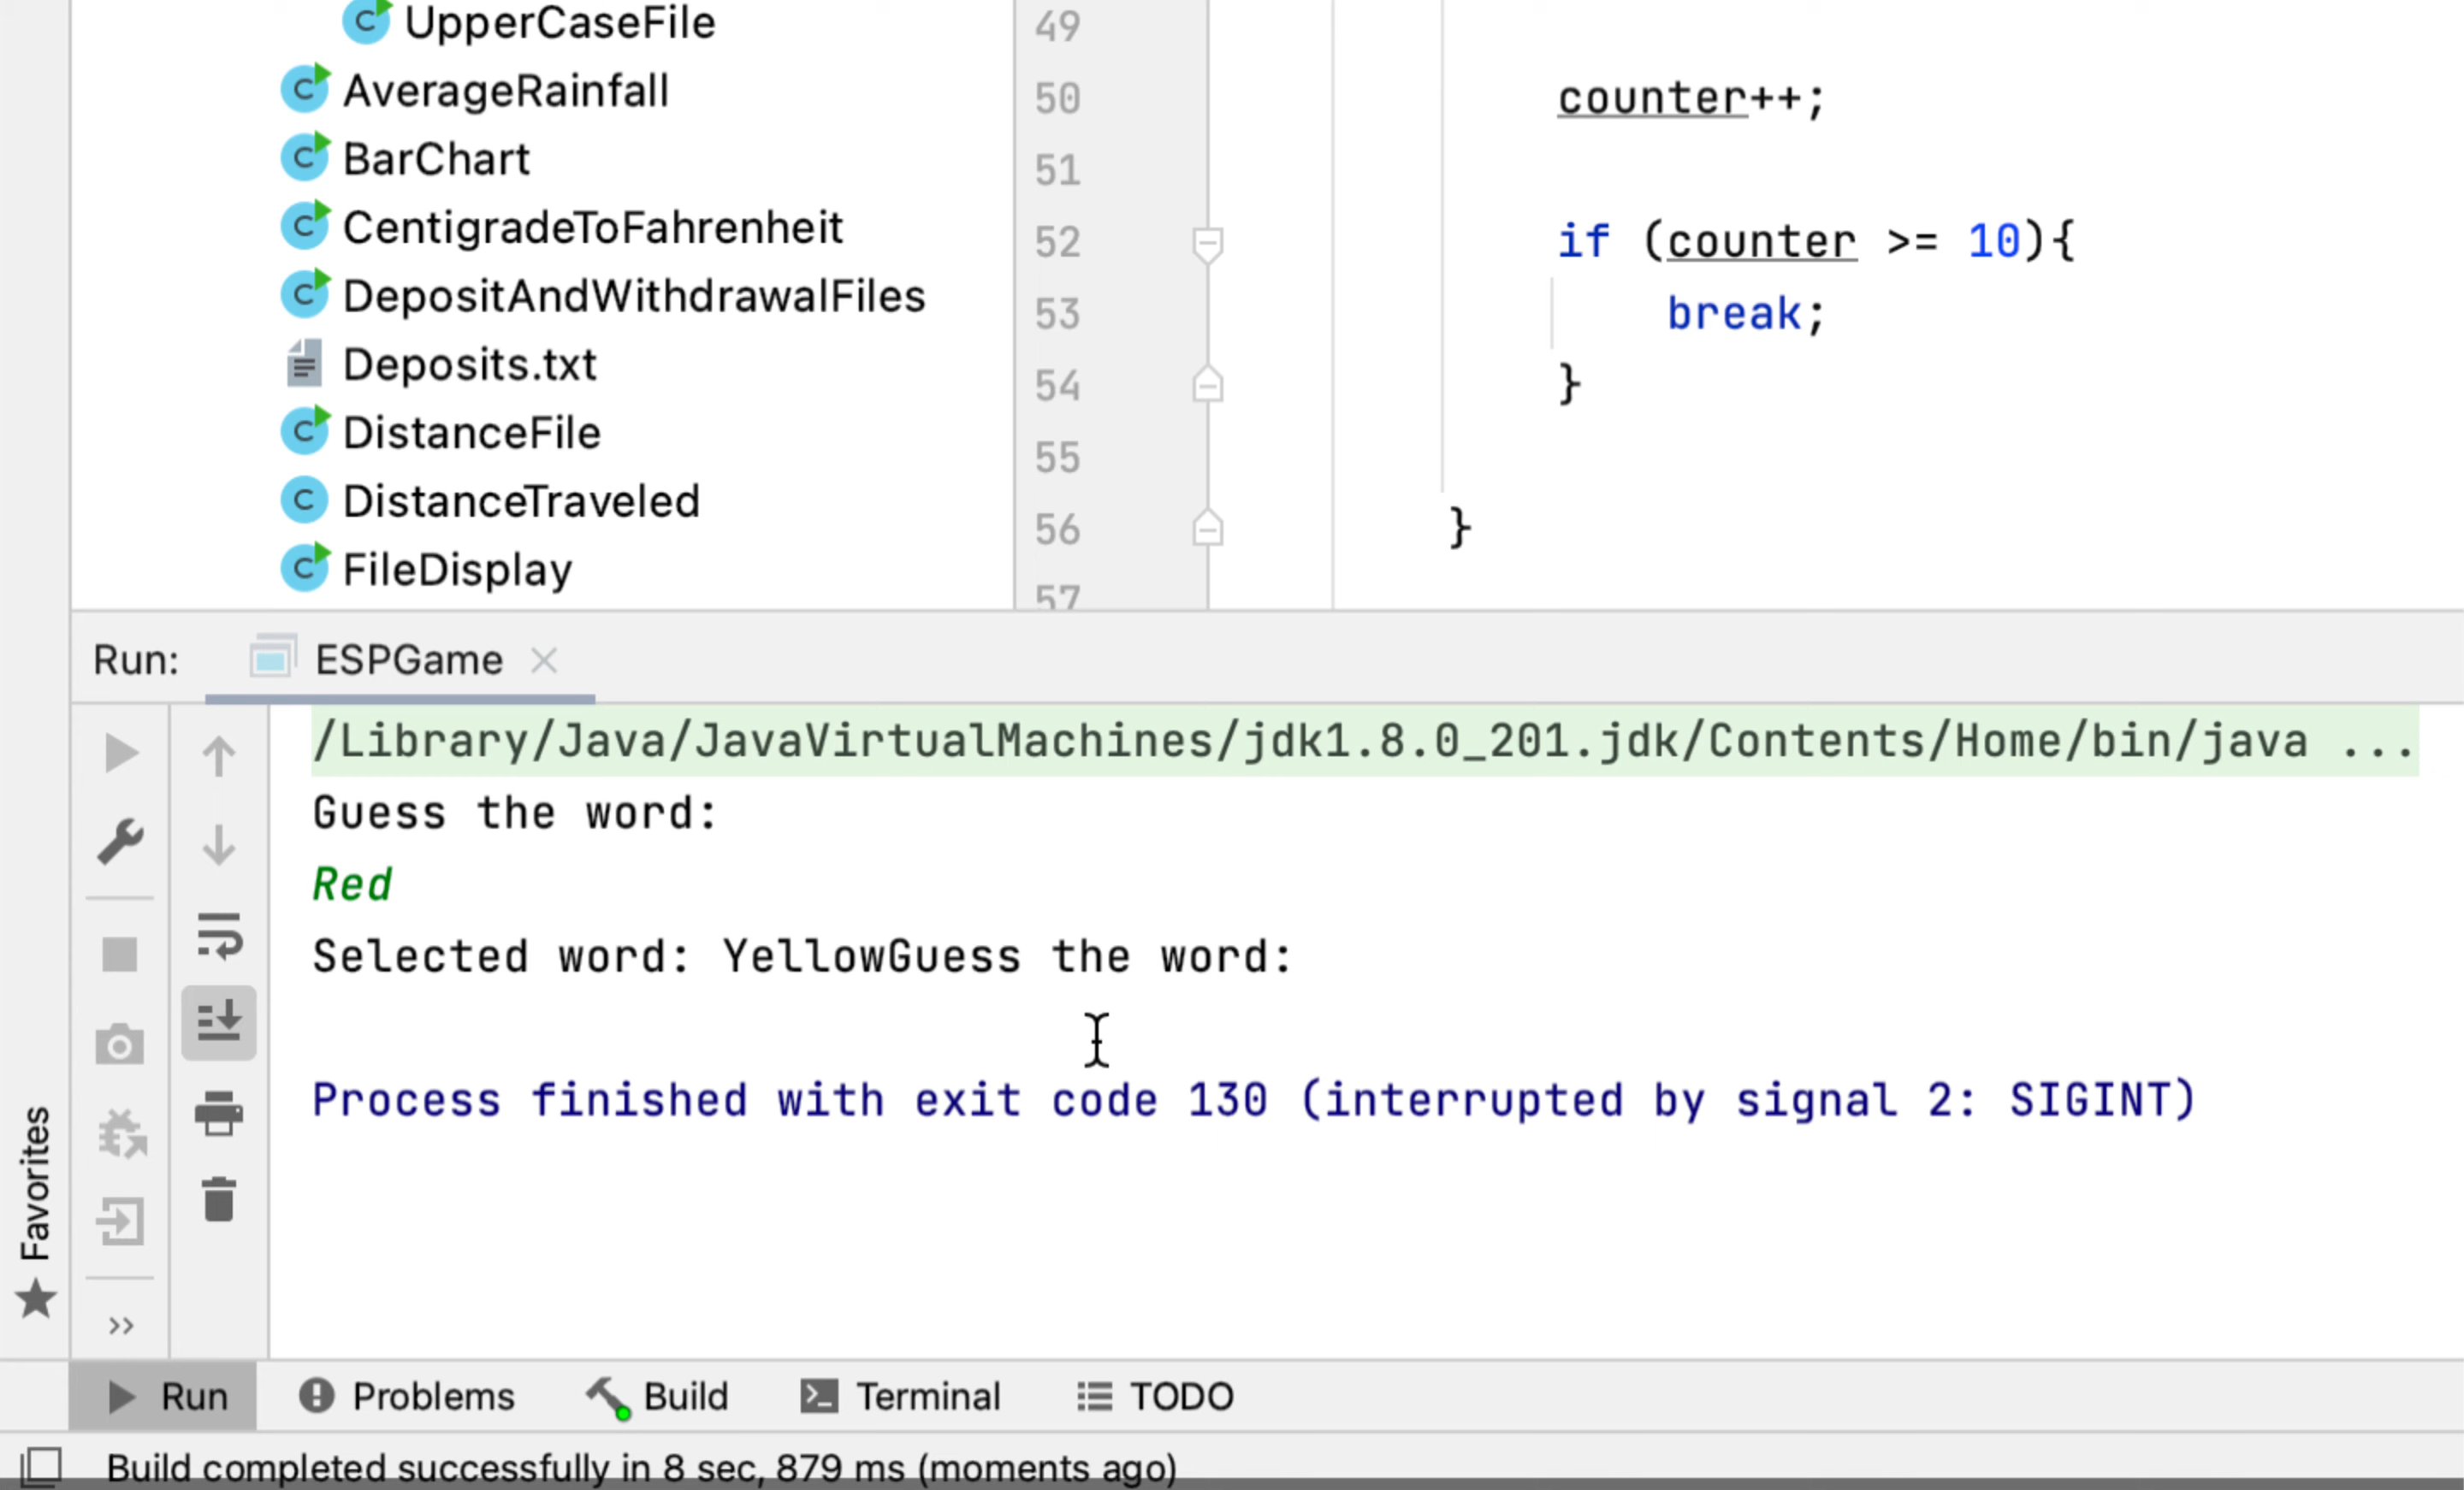 UpperCaseFile
AverageRainfall
BarChart
CentigradeToFahrenheit
DepositAndWithdrawalFiles
Deposits.txt
DistanceFile
DistanceTraveled
FileDisplay
49
50 counter++;
51
52 if (counter >= 10){
53 break;
54 }
55
56 }
57
Run: ESPGame
/Library/Java/JavaVirtualMachines/jdk1.8.0_201.jdk/Contents/Home/bin/java ...
Guess the word:
Red
Selected word: YellowGuess the word:
Process finished with exit code 130 (interrupted by signal 2: SIGINT)
Favorites
Run Problems Build Terminal TODO
Build completed successfully in 8 sec, 879 ms (moments ago)